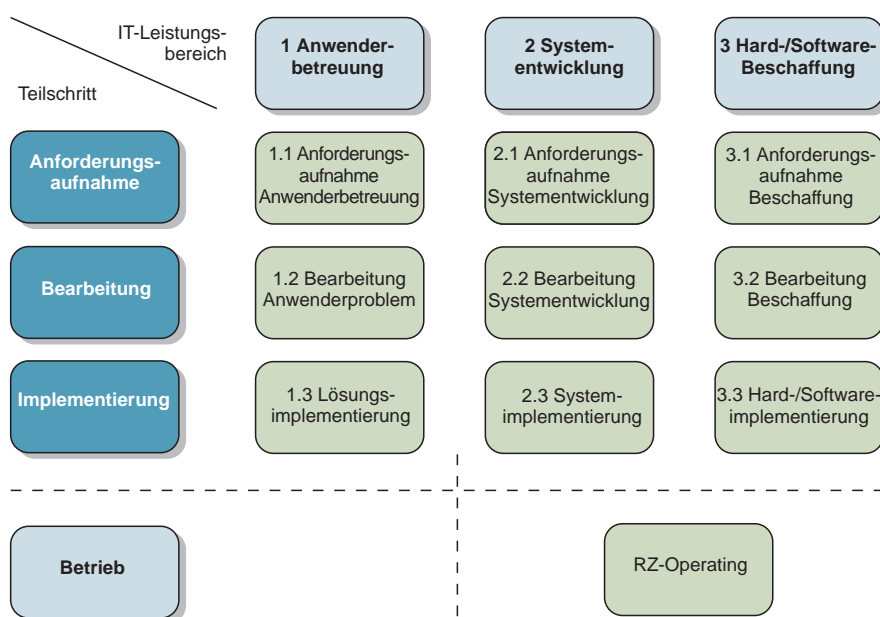 IT-Leistungs-
bereich
Teilschritt
1 Anwender-
betreuung
2 System-
entwicklung
3 Hard-/Software-
Beschaffung
Anforderungs-
aufnahme
1.1 Anforderungs-
aufnahme
Anwenderbetreuung
2.1 Anforderungs-
aufnahme
Systementwicklung
3.1 Anforderungs-
aufnahme
Beschaffung
Bearbeitung
1.2 Bearbeitung
Anwenderproblem
2.2 Bearbeitung
Systementwicklung
3.2 Bearbeitung
Beschaffung
Implementierung
1.3 Lösungs-
implementierung
2.3 System-
implementierung
3.3 Hard-/Software-
implementierung
Betrieb
RZ-Operating